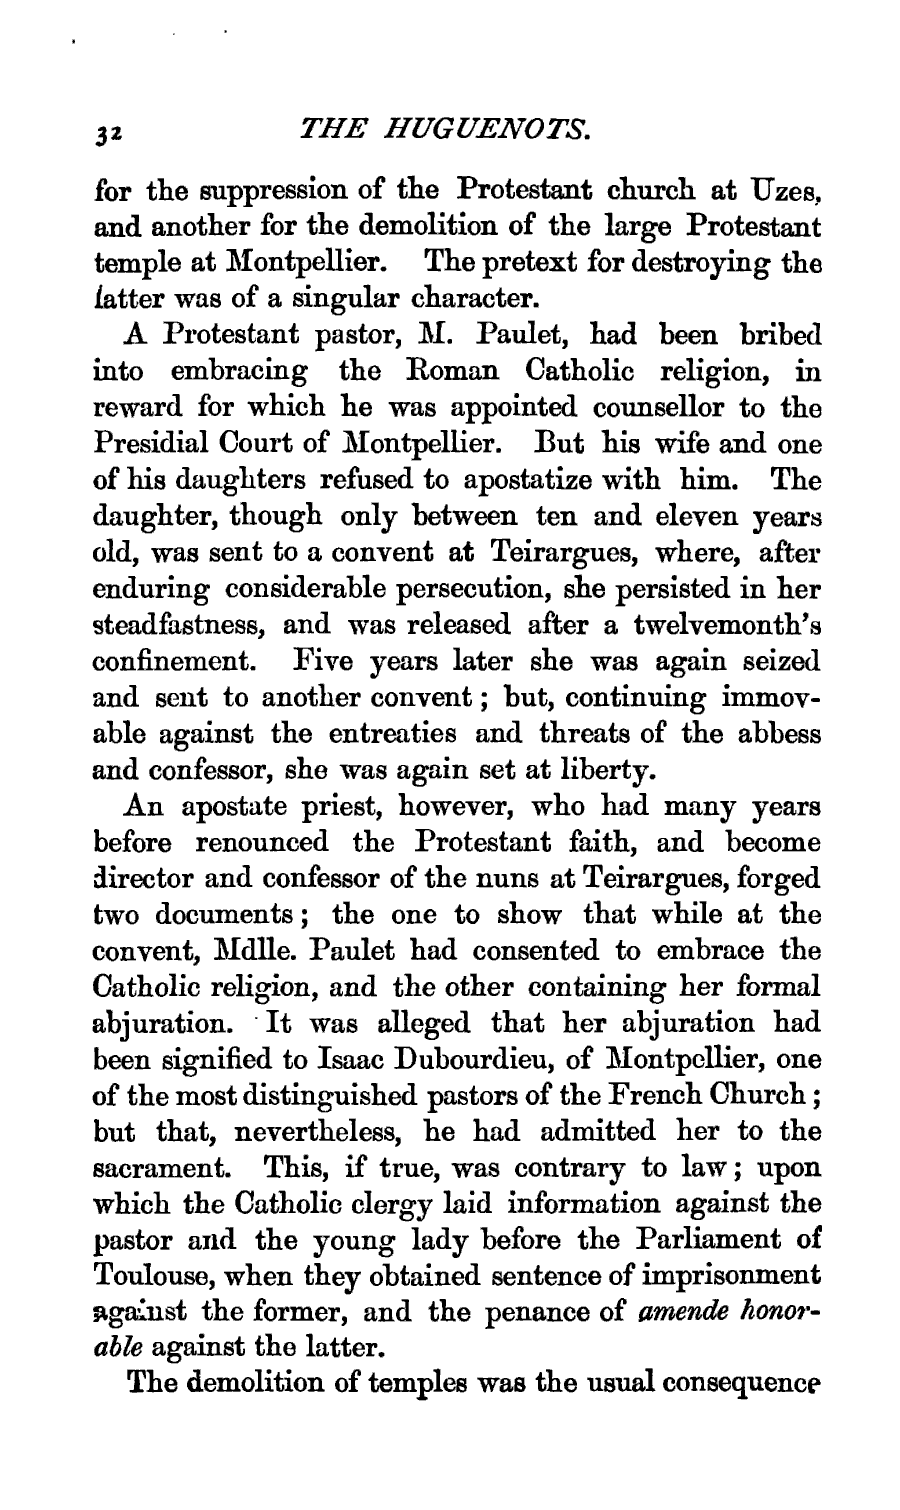 32 THE HUGUENOTS.
for the suppression of the Protestant church at Uzes,
and another for the demolition of the large Protestant
temple at Montpellier. The pretext for destroying the
latter was of a singular character.
A Protestant pastor, M. Paulet, had been bribed
into embracing the Roman Catholic religion, in
reward for which he was appointed counsellor to the
Presidial Court of Montpellier. But his wife and one
of his daughters refused to apostatize with him. The
daughter, though only between ten and eleven years
old, was sent to a convent at Teirargues, where, after
enduring considerable persecution, she persisted in her
steadfastness, and was released after a twelvemonth's
confinement. Five years later she was again seized
and sent to another convent; but, continuing immov-
able against the entreaties and threats of the abbess
and confessor, she was again set at liberty.
An apostate priest, however, who had many years
before renounced the Protestant faith, and become
director and confessor of the nuns at Teirargues, forged
two documents; the one to show that while at the
convent, Mdlle. Paulet had consented to embrace the
Catholic religion, and the other containing her formal
abjuration. It was alleged that her abjuration had
been signified to Isaac Dubourdieu, of Montpellier, one
of the most distinguished pastors of the French Church;
but that, nevertheless, he had admitted her to the
sacrament. This, if true, was contrary to law; upon
which the Catholic clergy laid information against the
pastor and the young lady before the Parliament of
Toulouse, when they obtained sentence of imprisonment
against the former, and the penance of amende honor-
able against the latter.
The demolition of temples was the usual consequence